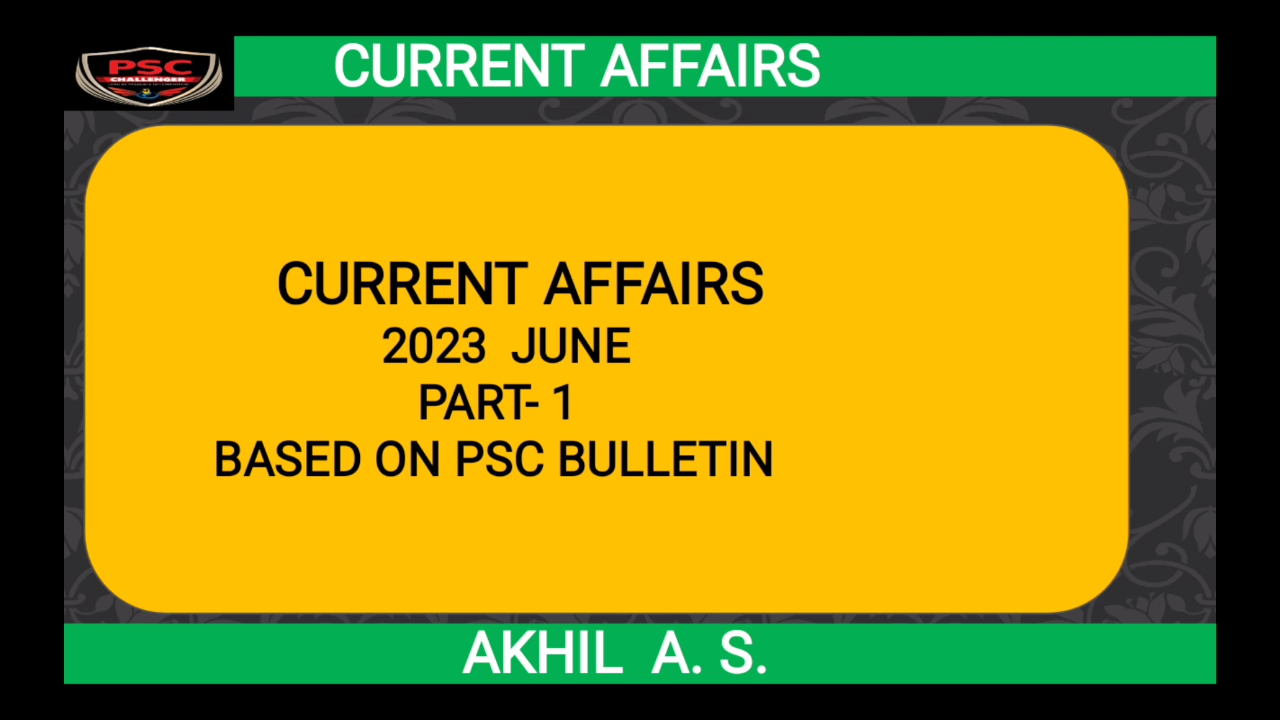 PSC
CHALLENGER
CURRENT AFFAIRS
CURRENT AFFAIRS
2023 JUNE
PART- 1
BASED ON PSC BULLETIN
AKHIL A. S.